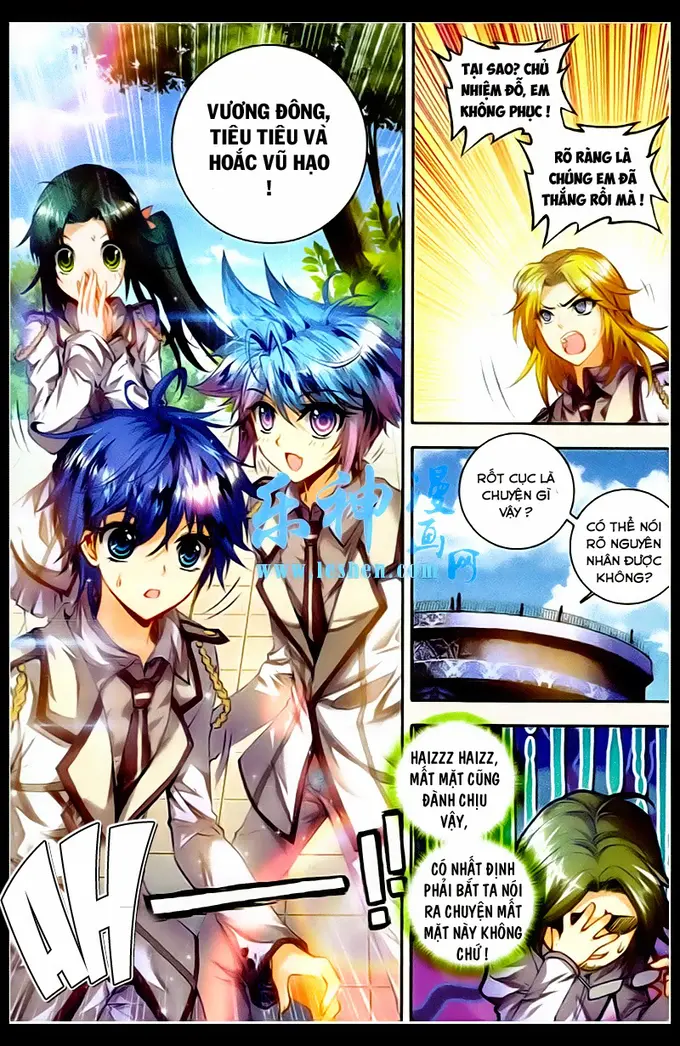 VƯƠNG ĐÔNG,
TIÊU TIÊU VÀ
HOẮC VŨ HẠO
!
TẠI SAO? CHỦ
NHIỆM ĐỖ, EM
KHÔNG PHỤC !
RÕ RÀNG LÀ
CHÚNG EM ĐÃ
THẮNG RỒI MÀ !
RỐT CỤC LÀ
CHUYỆN GÌ
VẬY ?
CÓ THỂ NÓI
RÕ NGUYÊN
NHÂN ĐƯỢC
KHÔNG?
HAIZZZ HAIZZ,
MẤT MẶT CŨNG
ĐÀNH CHỊU
VẬY,
CÓ NHẤT ĐỊNH
PHẢI BẮT TA NÓI
RA CHUYỆN MẤT
MẶT NÀY KHÔNG
CHỨ !
AH—!!
乐神漫画网
www.leshen.com